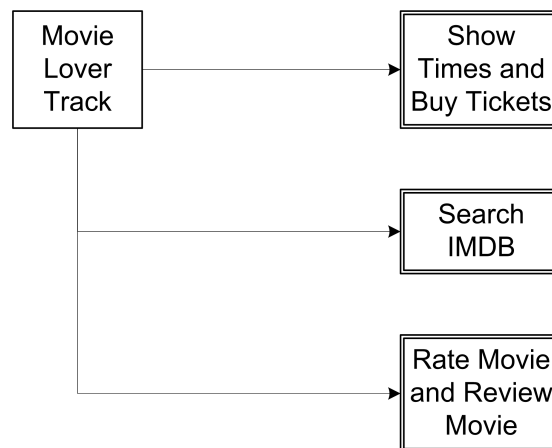 Movie
Lover
Track
Show
Times and
Buy Tickets
Search
IMDB
Rate Movie
and Review
Movie